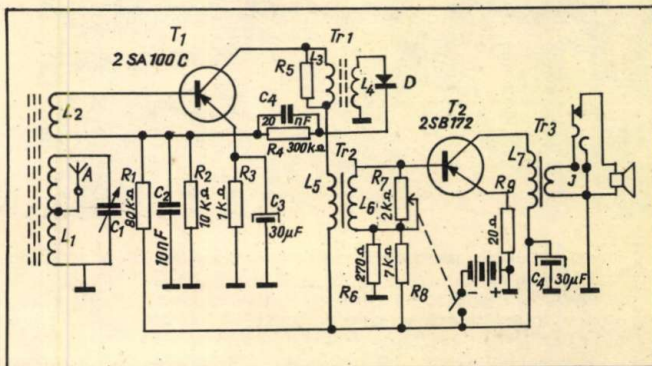 T1
2 SA 100 C
Tr1
R5
L3
L4
D
L2
C4
20 nF
R4 300kΩ
T2
2SB172
Tr3
Tr2
A
L1
C1
R1
80KΩ
C2
10nF
R2
10KΩ
R3
1KΩ
C3
30µF
L5
L6
R7
2KΩ
R9
20Ω
L7
J
270Ω
R6
7KΩ
R8
- +
C4
30µF